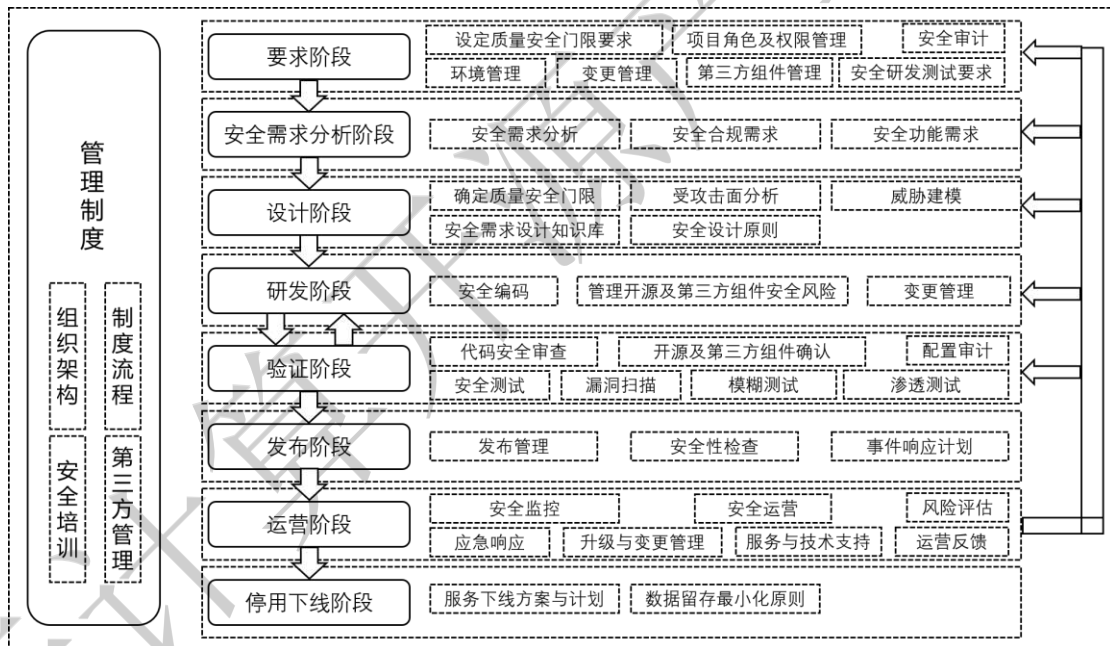 管理制度
组织架构
制度流程
安全培训
第三方管理
要求阶段
设定质量安全门限要求
项目角色及权限管理
安全审计
环境管理
变更管理
第三方组件管理
安全研发测试要求
安全需求分析阶段
安全需求分析
安全合规需求
安全功能需求
设计阶段
确定质量安全门限
受攻击面分析
威胁建模
安全需求设计知识库
安全设计原则
研发阶段
安全编码
管理开源及第三方组件安全风险
变更管理
验证阶段
代码安全审查
开源及第三方组件确认
配置审计
安全测试
漏洞扫描
模糊测试
渗透测试
发布阶段
发布管理
安全性检查
事件响应计划
运营阶段
安全监控
安全运营
风险评估
应急响应
升级与变更管理
服务与技术支持
运营反馈
停用下线阶段
服务下线方案与计划
数据留存最小化原则
计算开源